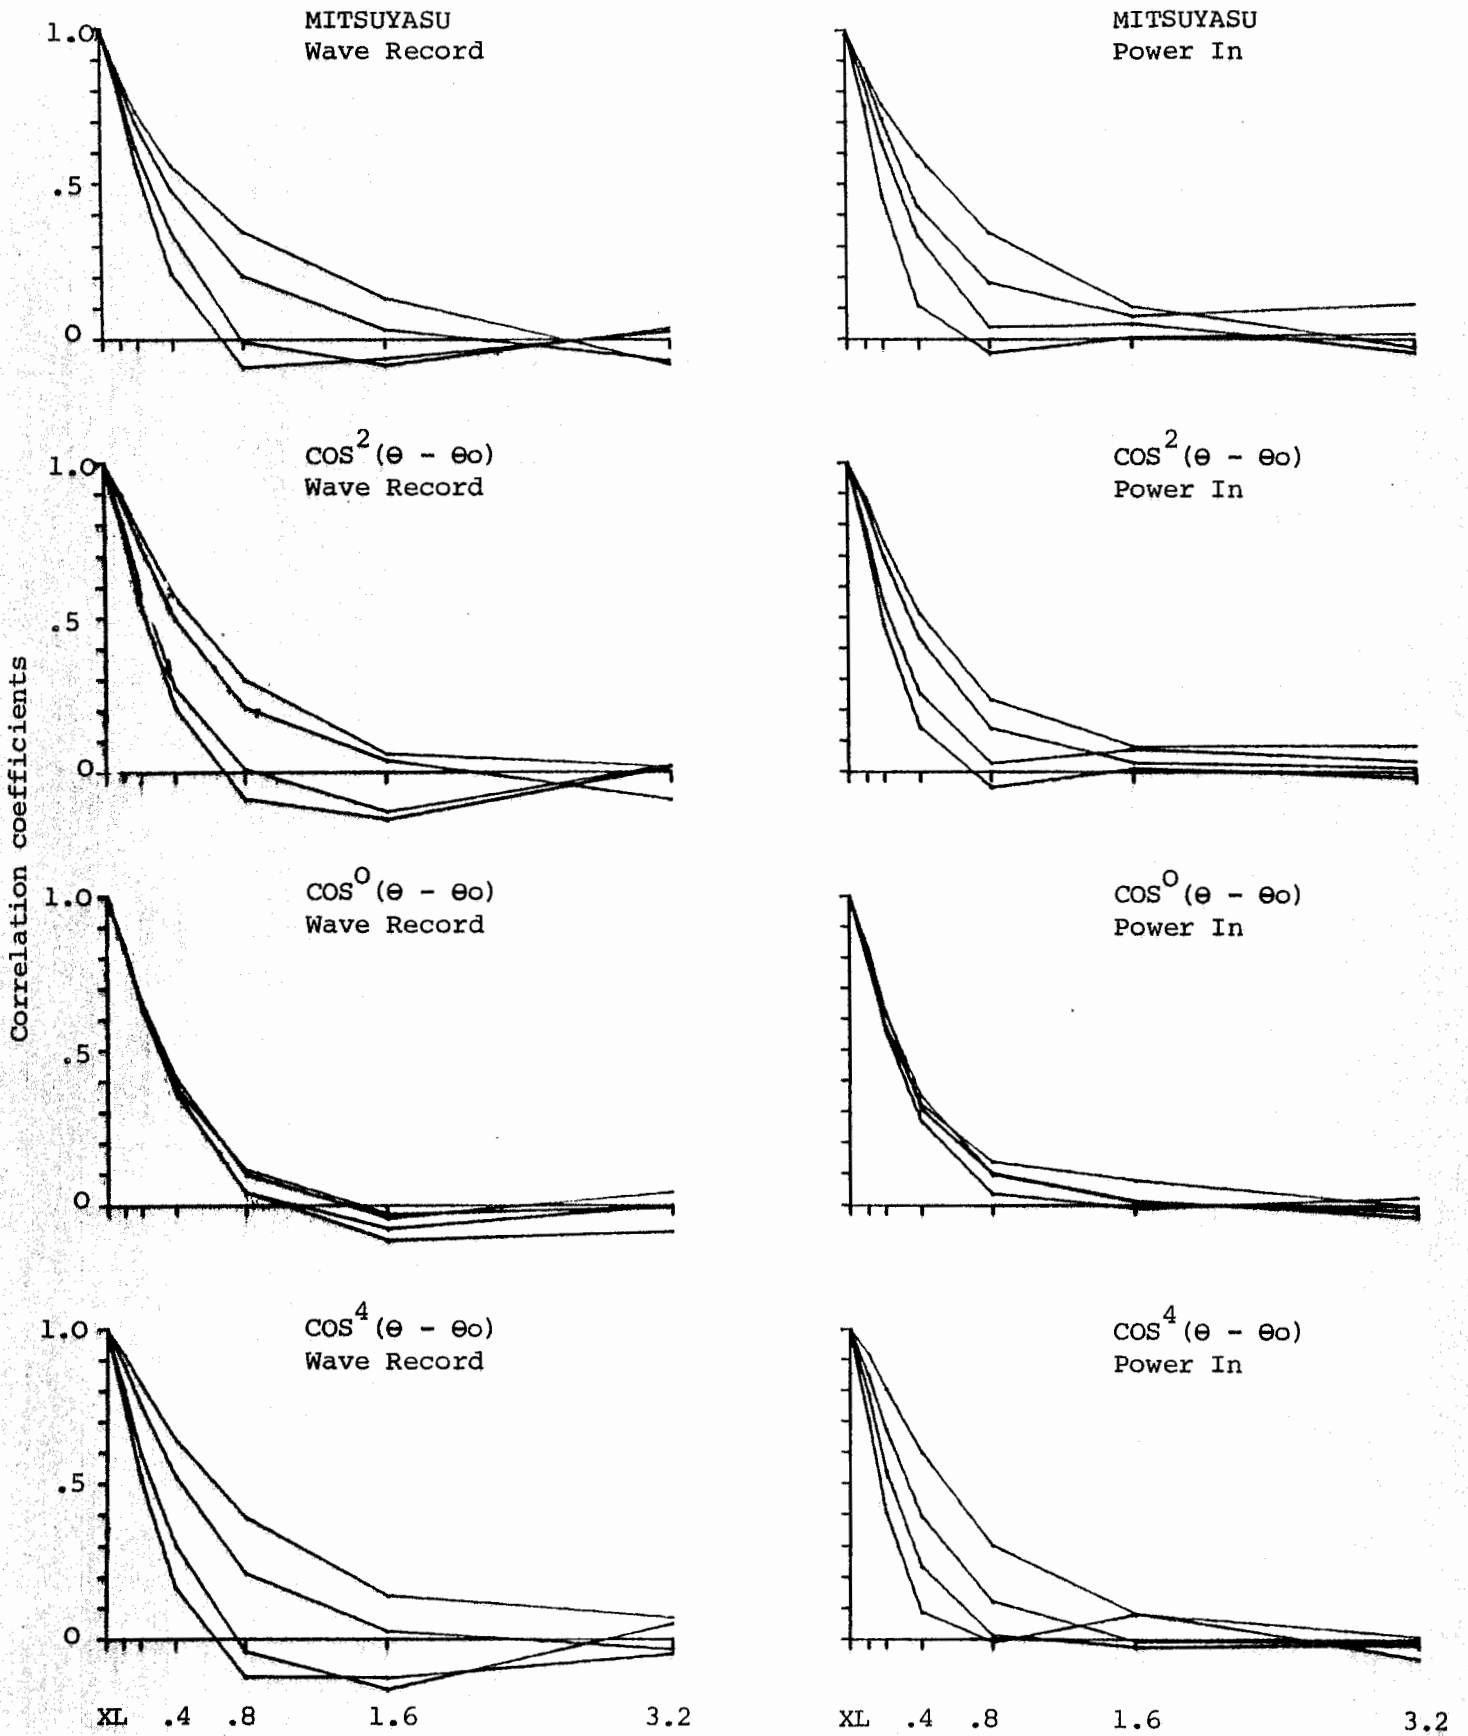 MITSUYASU
Wave Record
1.0
.5
0
MITSUYASU
Power In
COS²(θ - θo)
Wave Record
1.0
.5
0
COS²(θ - θo)
Power In
Correlation coefficients
COS⁰(θ - θo)
Wave Record
1.0
.5
0
COS⁰(θ - θo)
Power In
COS⁴(θ - θo)
Wave Record
1.0
.5
0
COS⁴(θ - θo)
Power In
XL .4 .8 1.6 3.2
XL .4 .8 1.6 3.2